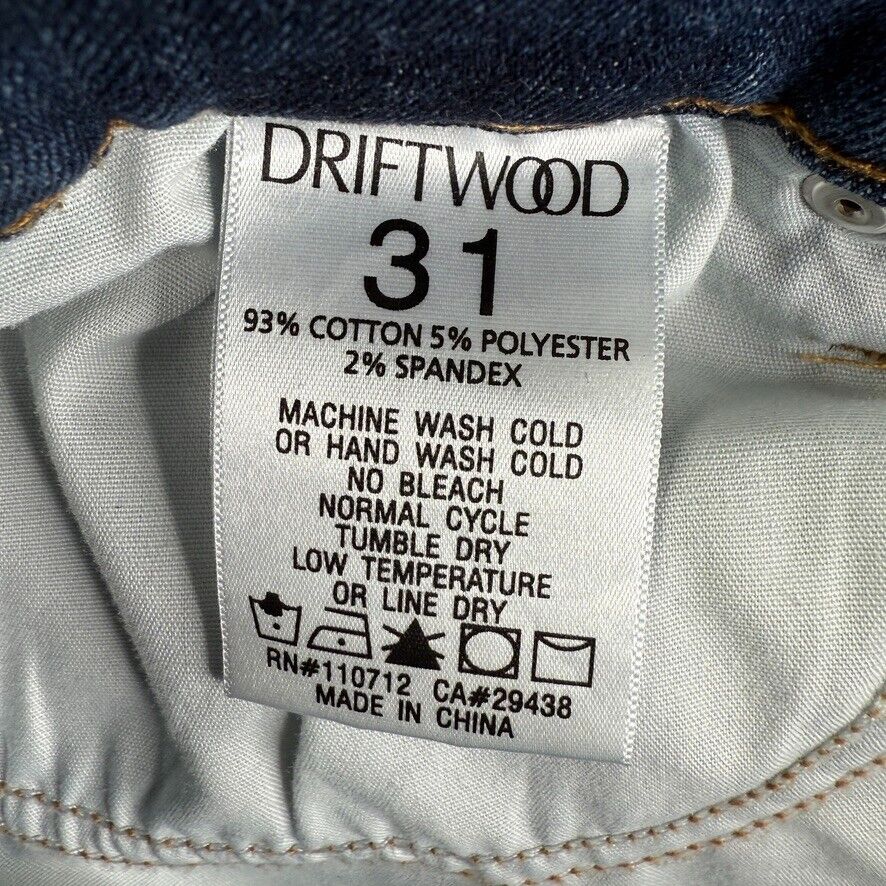 DRIFTWOOD
31
93% COTTON 5% POLYESTER
2% SPANDEX
MACHINE WASH COLD
OR HAND WASH COLD
NO BLEACH
NORMAL CYCLE
TUMBLE DRY
LOW TEMPERATURE
OR LINE DRY
RN#110712 CA#29438
MADE IN CHINA